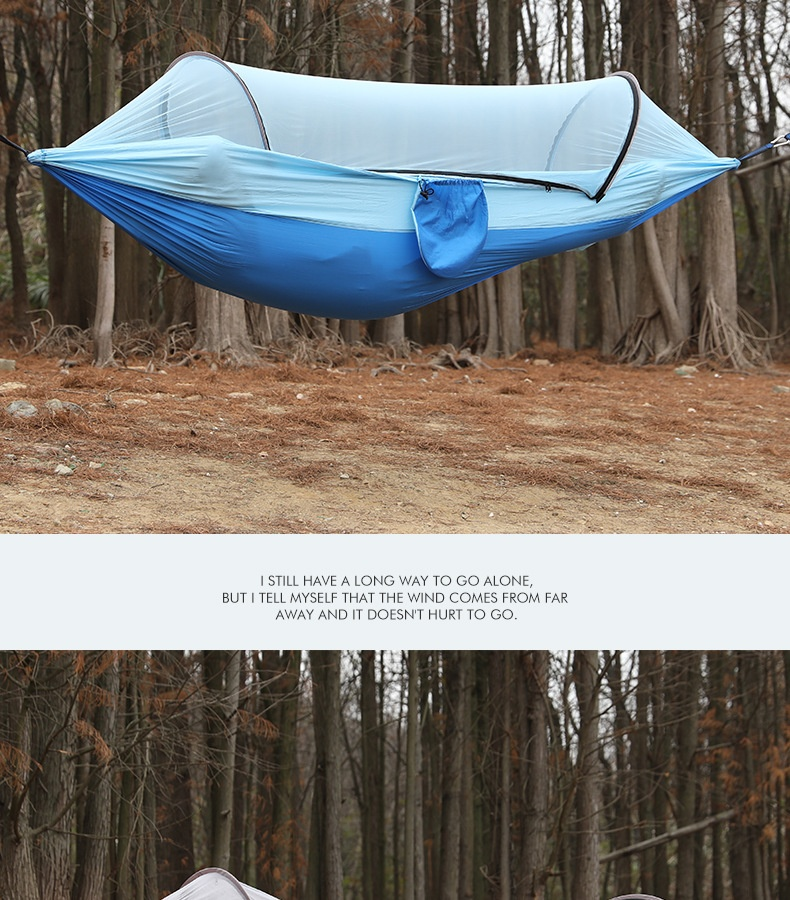 I STILL HAVE A LONG WAY TO GO ALONE,
BUT I TELL MYSELF THAT THE WIND COMES FROM FAR
AWAY AND IT DOESN'T HURT TO GO.